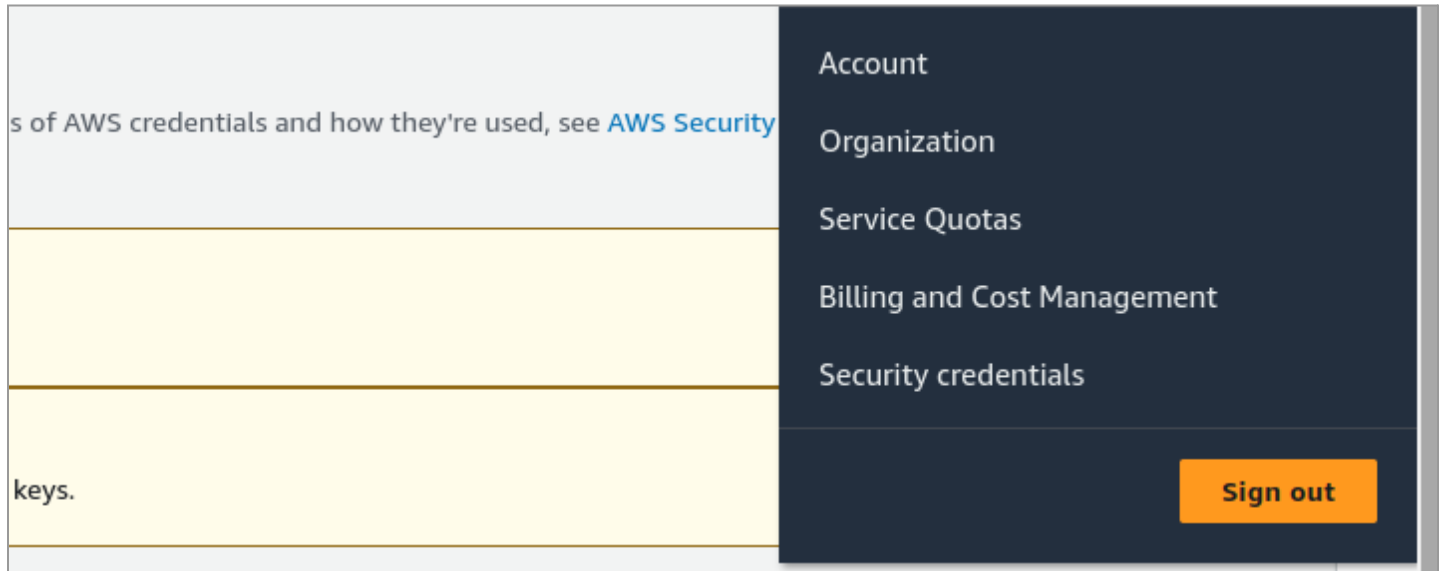 s of AWS credentials and how they're used, see AWS Security
keys.
Account
Organization
Service Quotas
Billing and Cost Management
Security credentials
Sign out